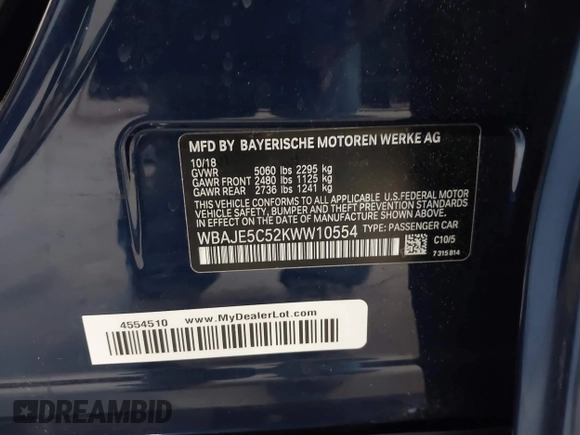 MFD BY BAYERISCHE MOTOREN WERKE AG
10/18
GVWR 5060 lbs 2295 kg
GAWR FRONT 2480 lbs 1125 kg
GAWR REAR 2736 lbs 1241 kg
THIS VEHICLE CONFORMS TO ALL APPLICABLE U.S.FEDERAL MOTOR
VEHICLE SAFETY, BUMPER, AND THEFT PREVENTION STANDARDS
IN EFFECT ON THE DATE OF MANUFACTURE SHOWN ABOVE.
WBAJE5C52KWW10554 TYPE: PASSENGER CAR
C10/5
7 315 814
4554510 www.MyDealerLot.com
DREAMBID